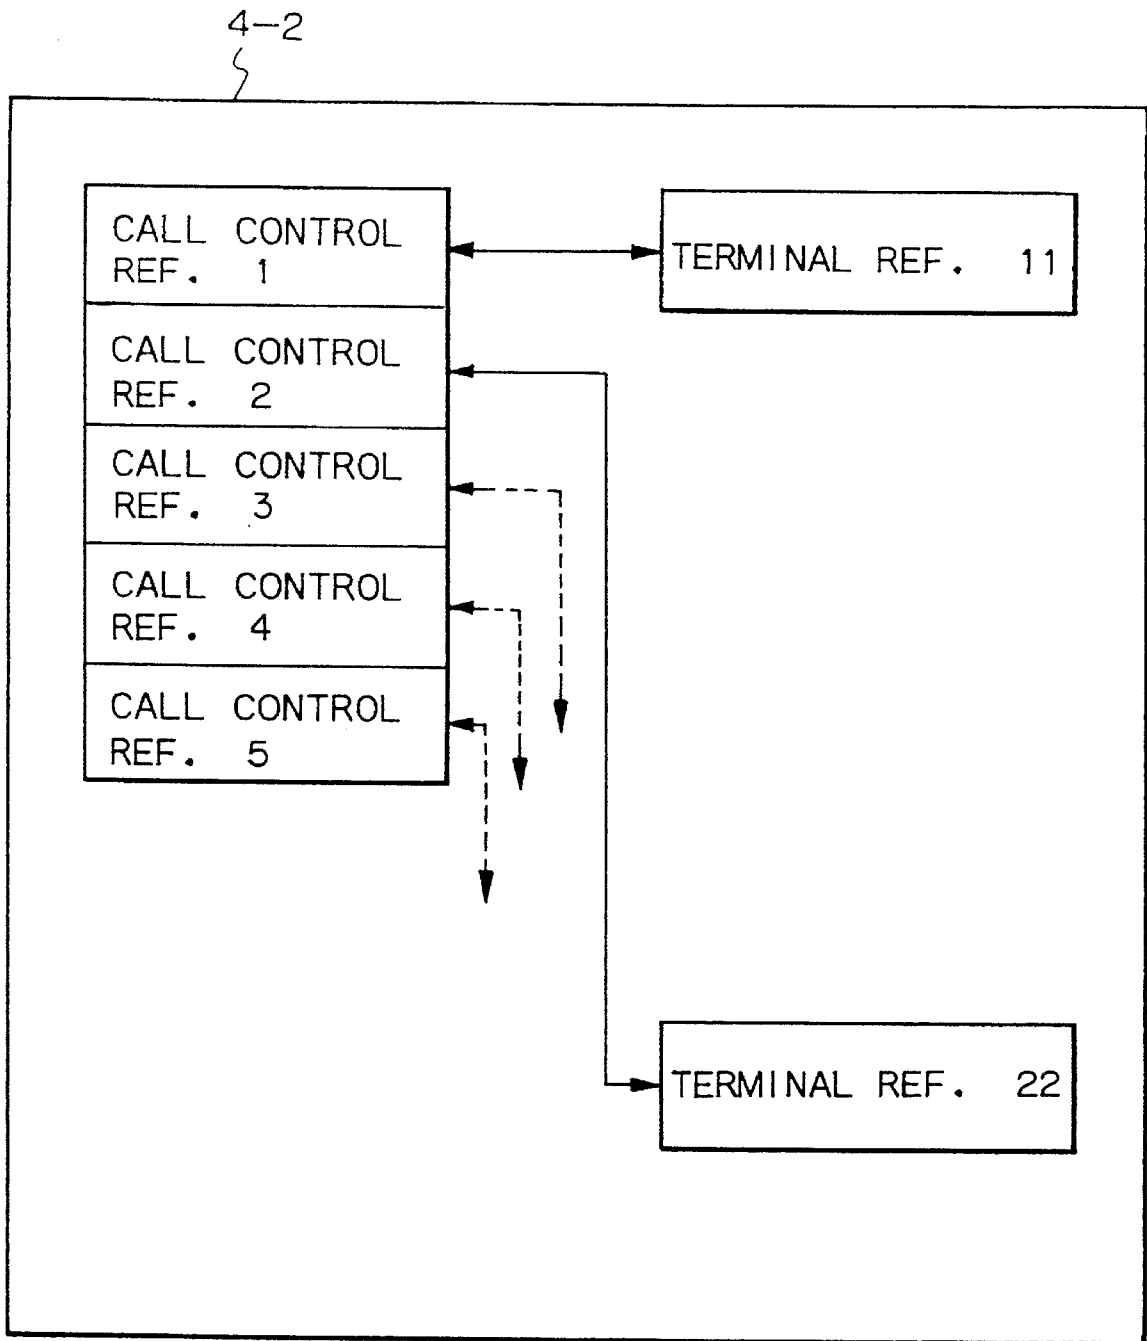 4-2
CALL CONTROL
REF. 1
TERMINAL REF. 11
CALL CONTROL
REF. 2
CALL CONTROL
REF. 3
CALL CONTROL
REF. 4
CALL CONTROL
REF. 5
TERMINAL REF. 22